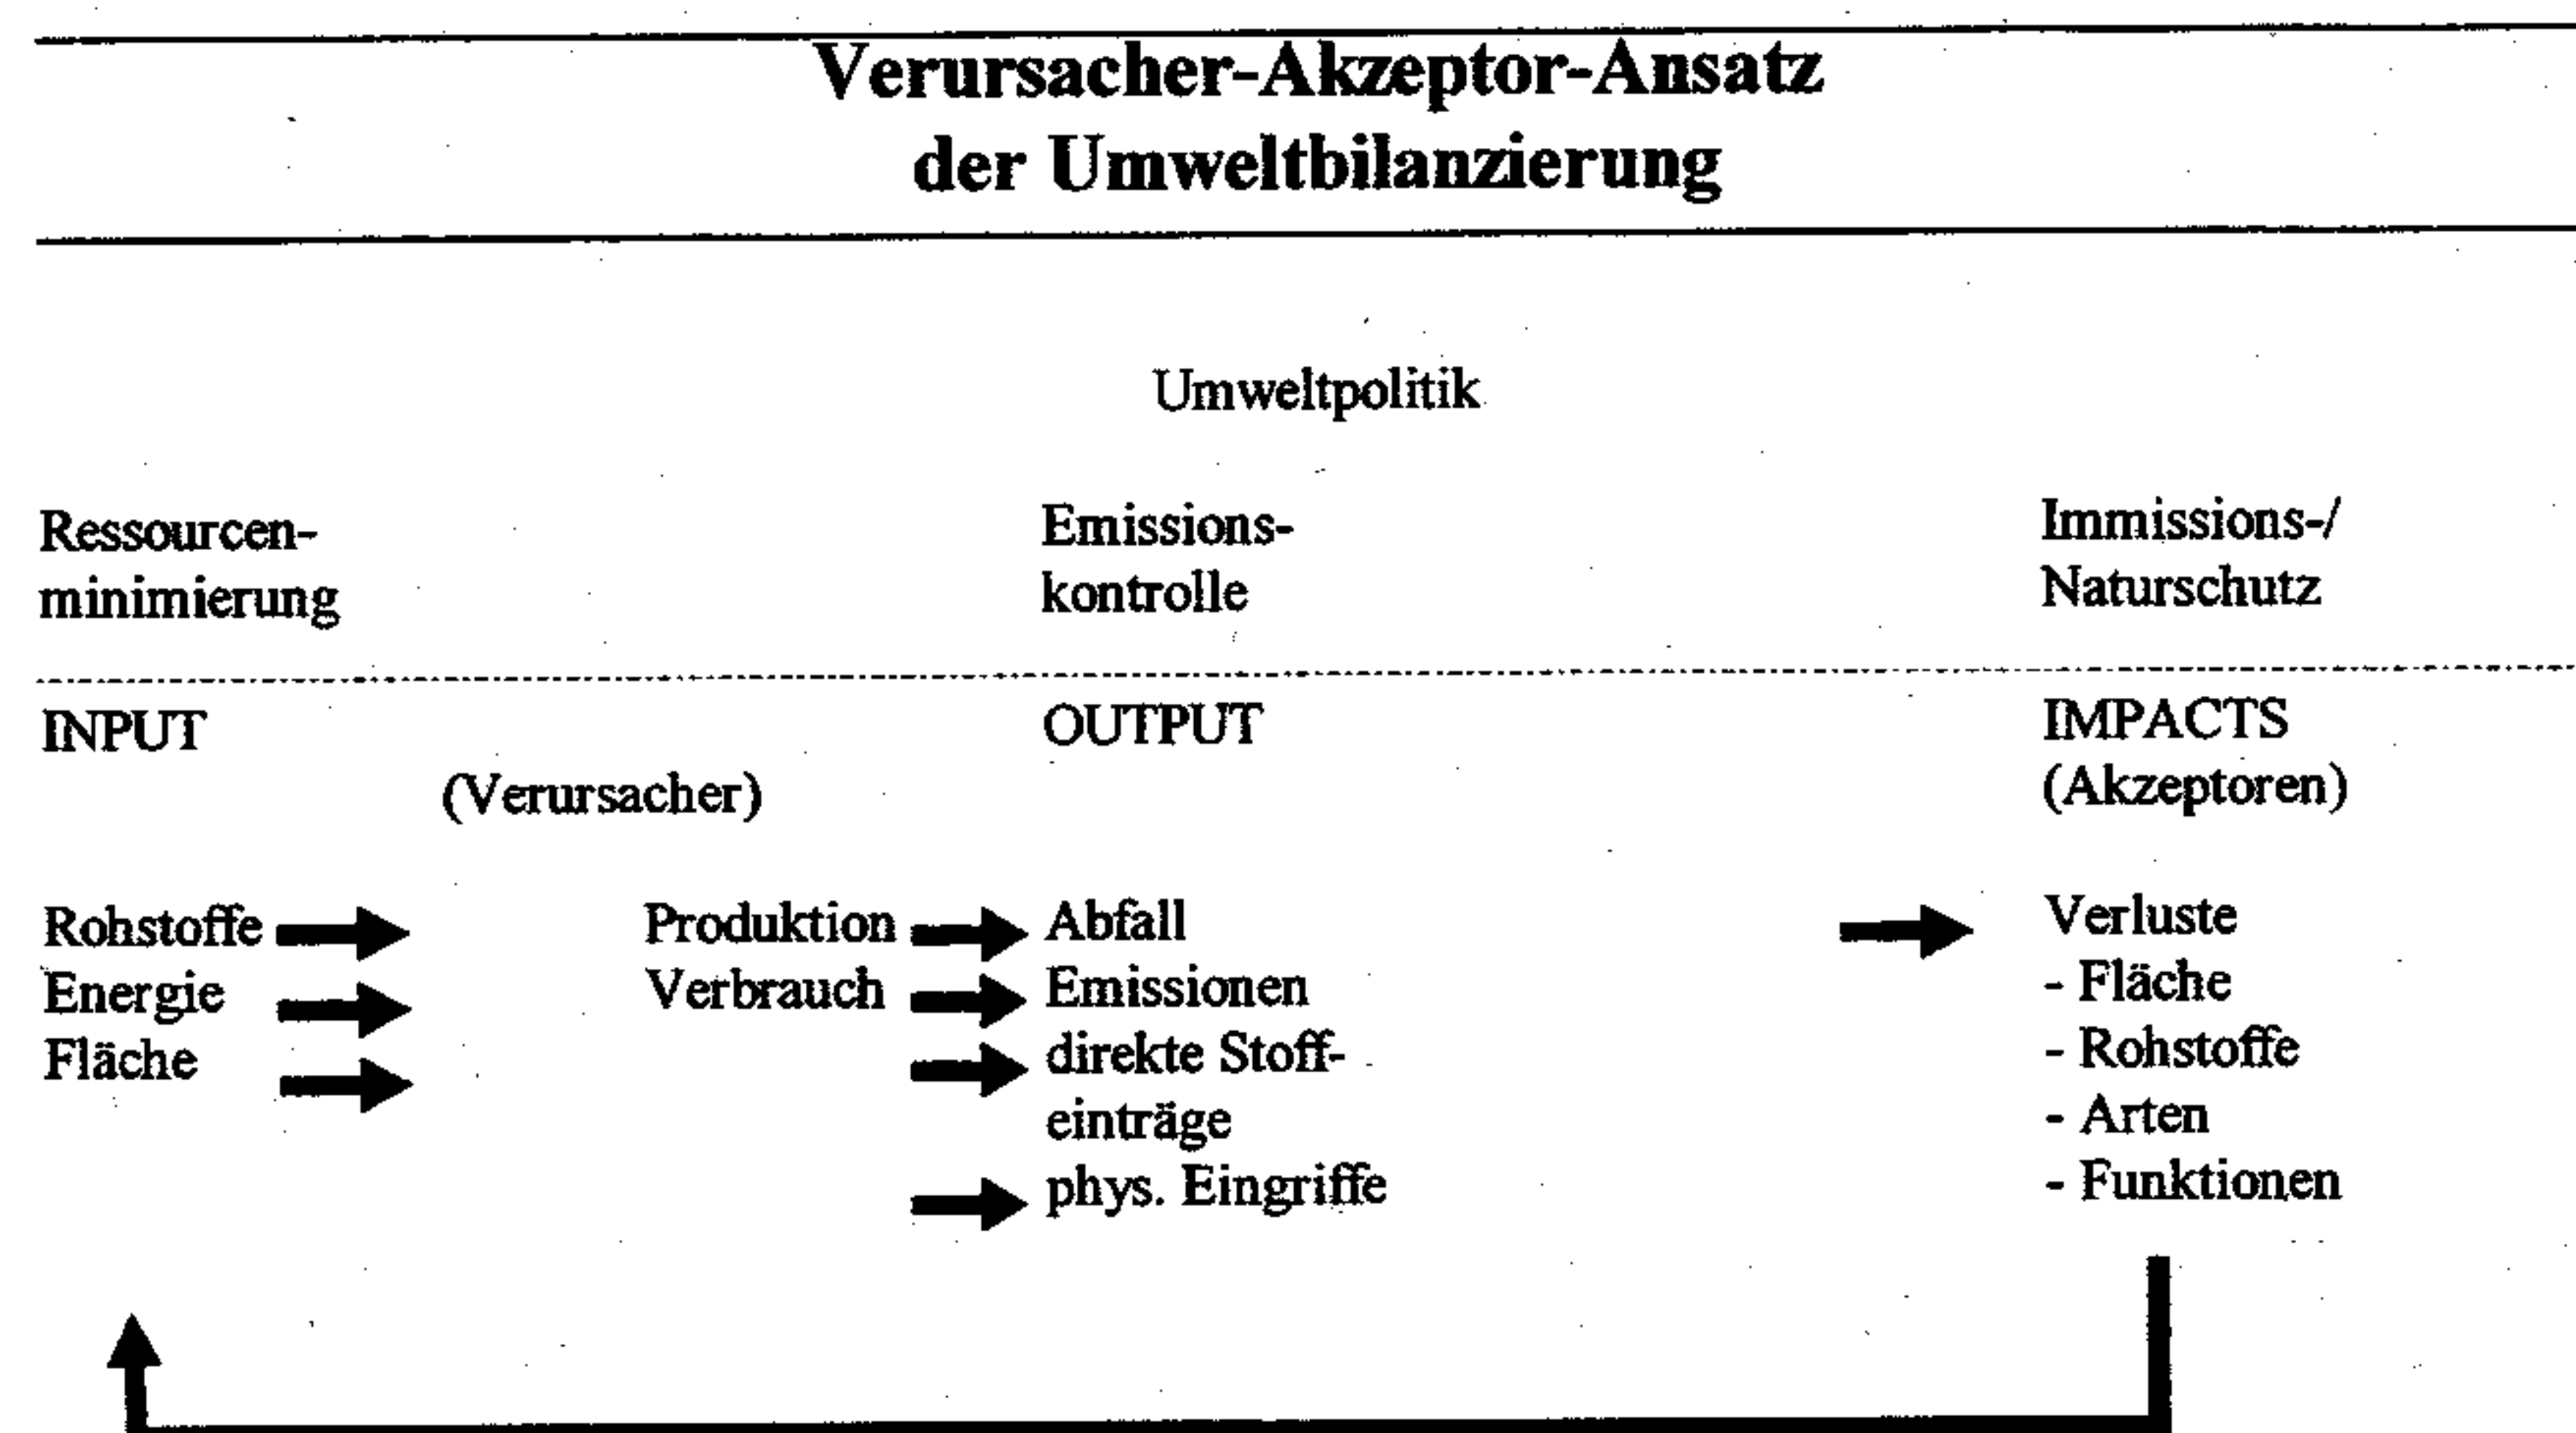 Verursacher-Akzeptor-Ansatz
der Umweltbilanzierung
Umweltpolitik
Ressourcen-
minimierung
Emissions-
kontrolle
Immissions-/
Naturschutz
INPUT
(Verursacher)
OUTPUT
IMPACTS
(Akzeptoren)
Rohstoffe
Energie
Fläche
Produktion
Verbrauch
Abfall
Emissionen
direkte Stoff-
einträge
phys. Eingriffe
Verluste
- Fläche
- Rohstoffe
- Arten
- Funktionen